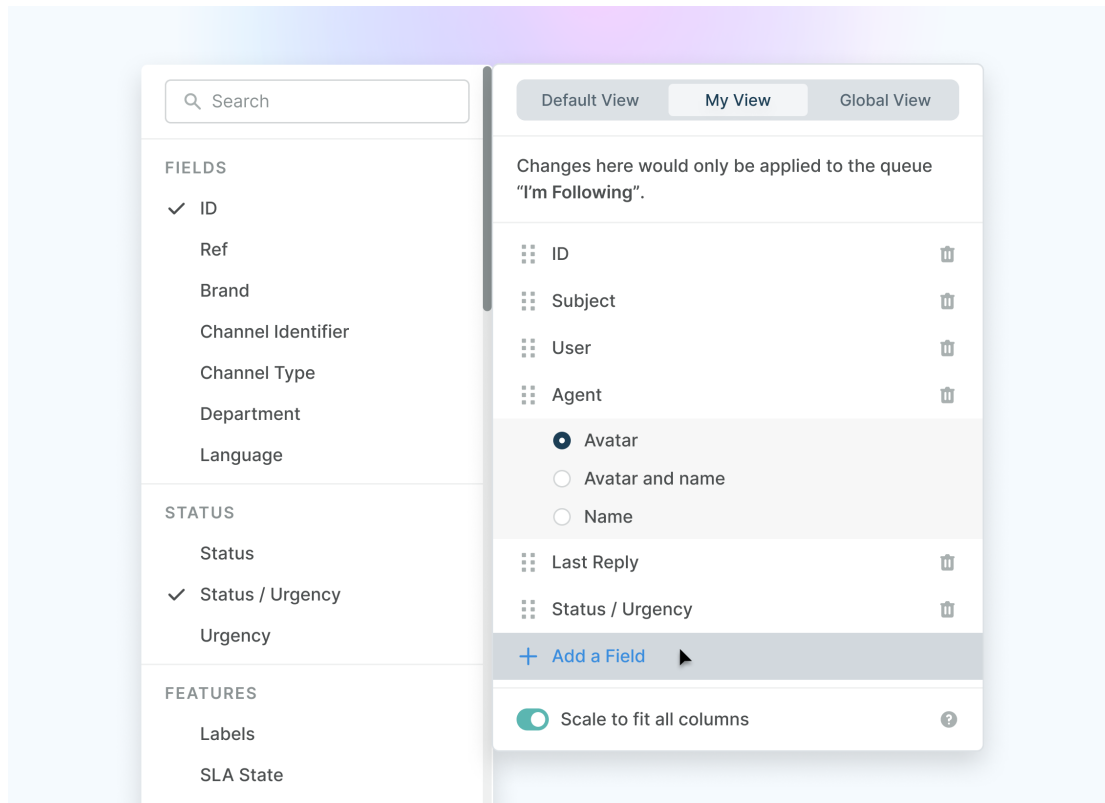 Search
FIELDS
ID
Ref
Brand
Channel Identifier
Channel Type
Department
Language
STATUS
Status
Status / Urgency
Urgency
FEATURES
Labels
SLA State
Default View
My View
Global View
Changes here would only be applied to the queue
“I’m Following”.
ID
Subject
User
Agent
Avatar
Avatar and name
Name
Last Reply
Status / Urgency
Add a Field
Scale to fit all columns
?